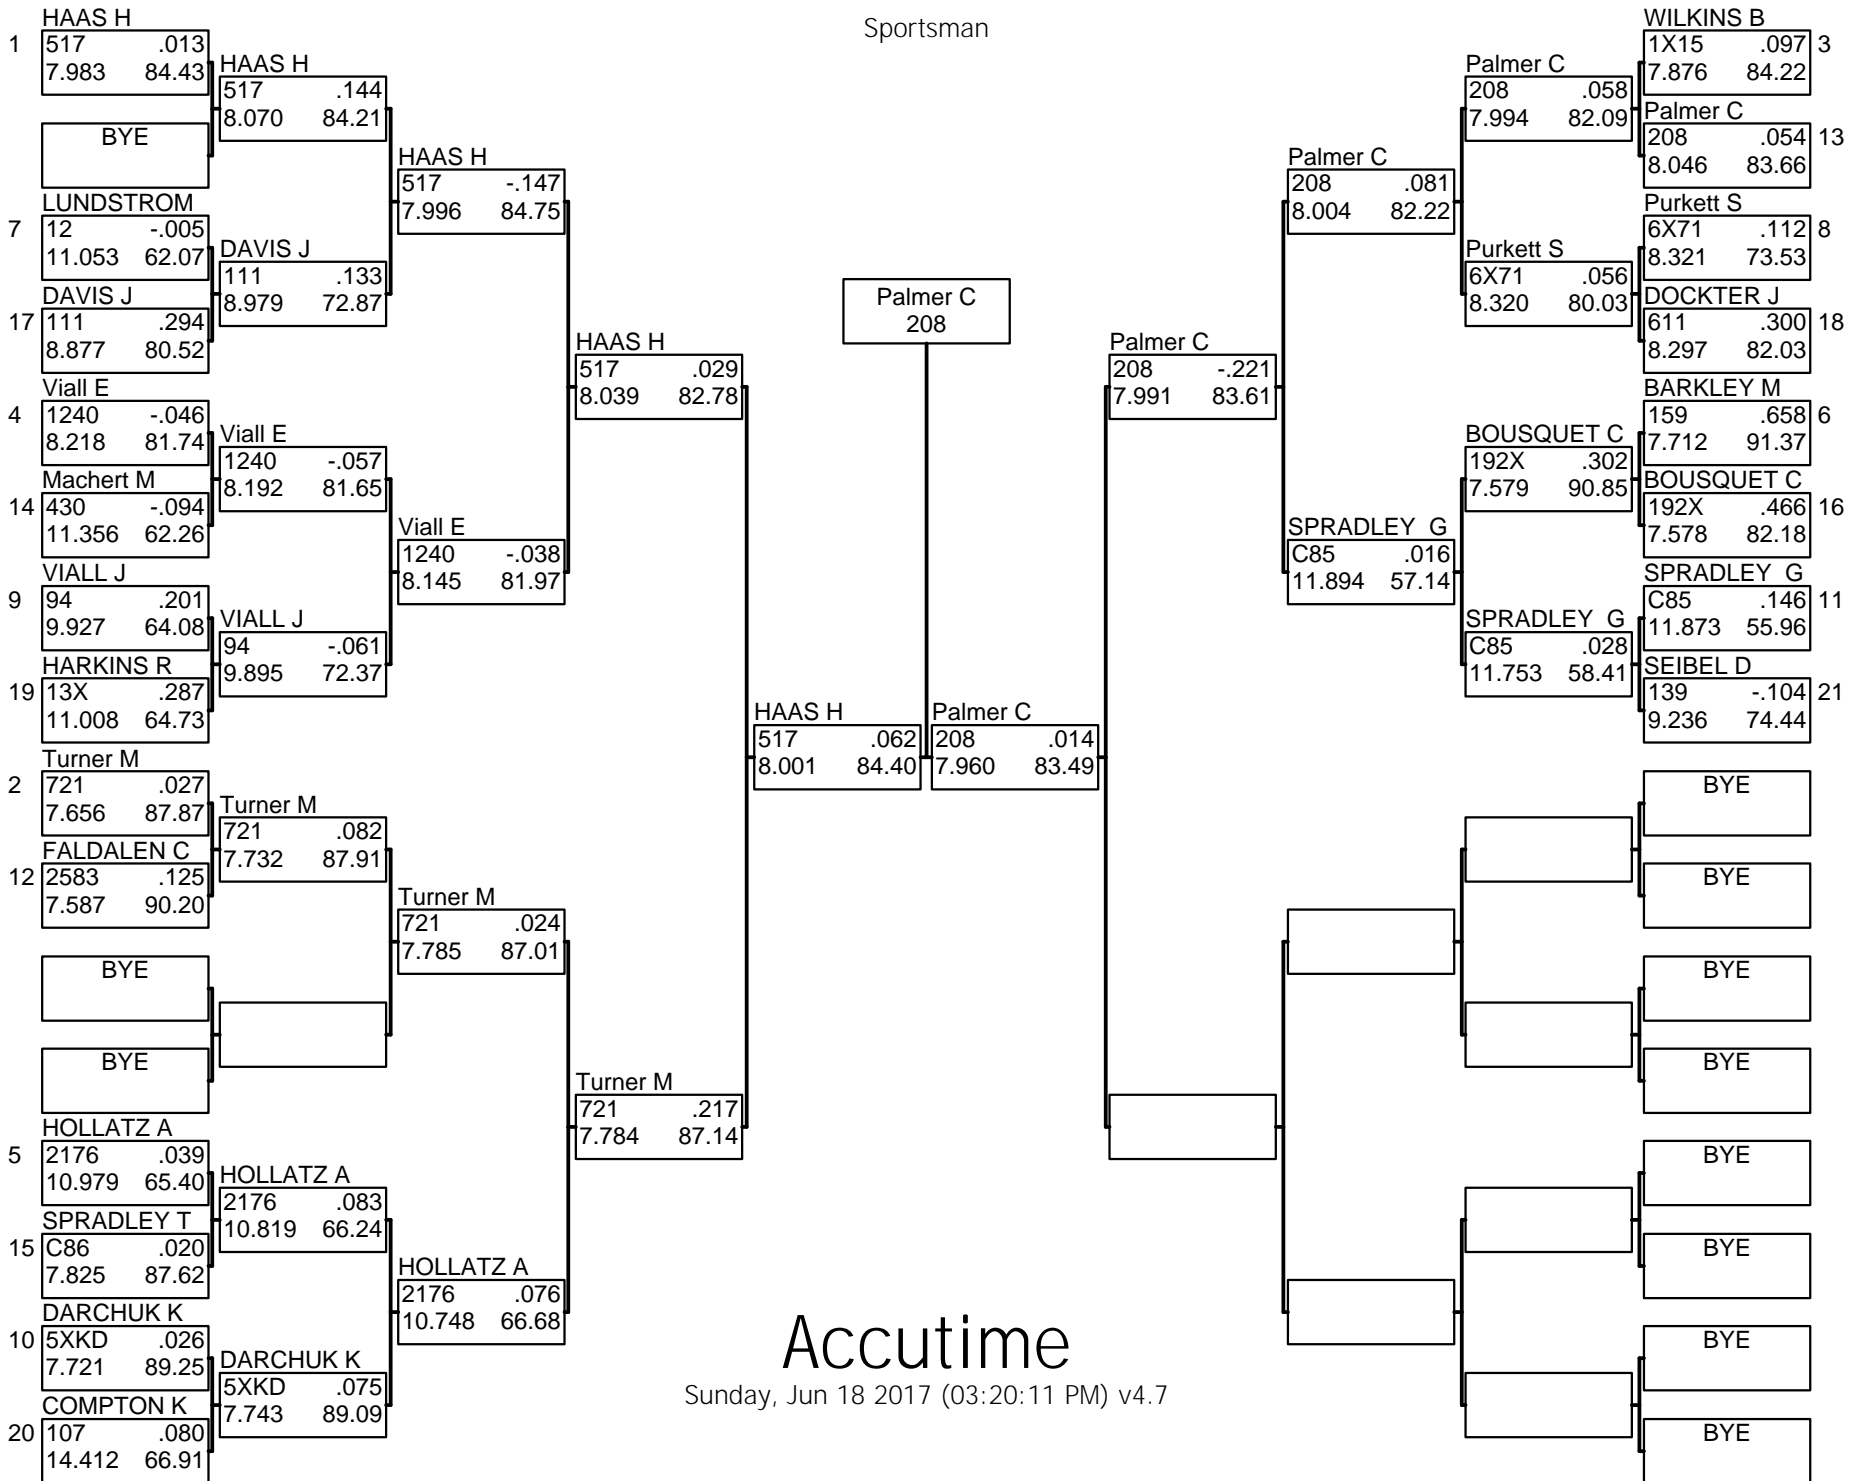 Sportsman
HAAS H
1 517 .013
7.983 84.43
BYE
LUNDSTROM
7 12 -.005
11.053 62.07
DAVIS J
17 111 .294
8.877 80.52
Viall E
4 1240 -.046
8.218 81.74
Machert M
14 430 -.094
11.356 62.26
VIALL J
9 94 .201
9.927 64.08
HARKINS R
19 13X .287
11.008 64.73
Turner M
2 721 .027
7.656 87.87
FALDALEN C
12 2583 .125
7.587 90.20
BYE
BYE
HOLLATZ A
5 2176 .039
10.979 65.40
SPRADLEY T
15 C86 .020
7.825 87.62
DARCHUK K
10 5XKD .026
7.721 89.25
COMPTON K
20 107 .080
14.412 66.91
HAAS H
517 .144
8.070 84.21
DAVIS J
111 .133
8.979 72.87
Viall E
1240 -.057
8.192 81.65
VIALL J
94 -.061
9.895 72.37
Turner M
721 .082
7.732 87.91
HOLLATZ A
2176 .083
10.819 66.24
DARCHUK K
5XKD .075
7.743 89.09
HAAS H
517 -.147
7.996 84.75
Viall E
1240 -.038
8.145 81.97
Turner M
721 .024
7.785 87.01
HOLLATZ A
2176 .076
10.748 66.68
HAAS H
517 .029
8.039 82.78
Turner M
721 .217
7.784 87.14
HAAS H
517 .062
8.001 84.40
Palmer C
208
Palmer C
208 .014
7.960 83.49
Palmer C
208 -.221
7.991 83.61
Palmer C
208 .081
8.004 82.22
SPRADLEY G
C85 .016
11.894 57.14
Palmer C
208 .058
7.994 82.09
Purkett S
6X71 .056
8.320 80.03
BOUSQUET C
192X .302
7.579 90.85
SPRADLEY G
C85 .028
11.753 58.41
WILKINS B
1X15 .097 3
7.876 84.22
Palmer C
208 .054 13
8.046 83.66
Purkett S
6X71 .112 8
8.321 73.53
DOCKTER J
611 .300 18
8.297 82.03
BARKLEY M
159 .658 6
7.712 91.37
BOUSQUET C
192X .466 16
7.578 82.18
SPRADLEY G
C85 .146 11
11.873 55.96
SEIBEL D
139 -.104 21
9.236 74.44
BYE
BYE
BYE
BYE
BYE
BYE
BYE
BYE
Accutime
Sunday, Jun 18 2017 (03:20:11 PM) v4.7